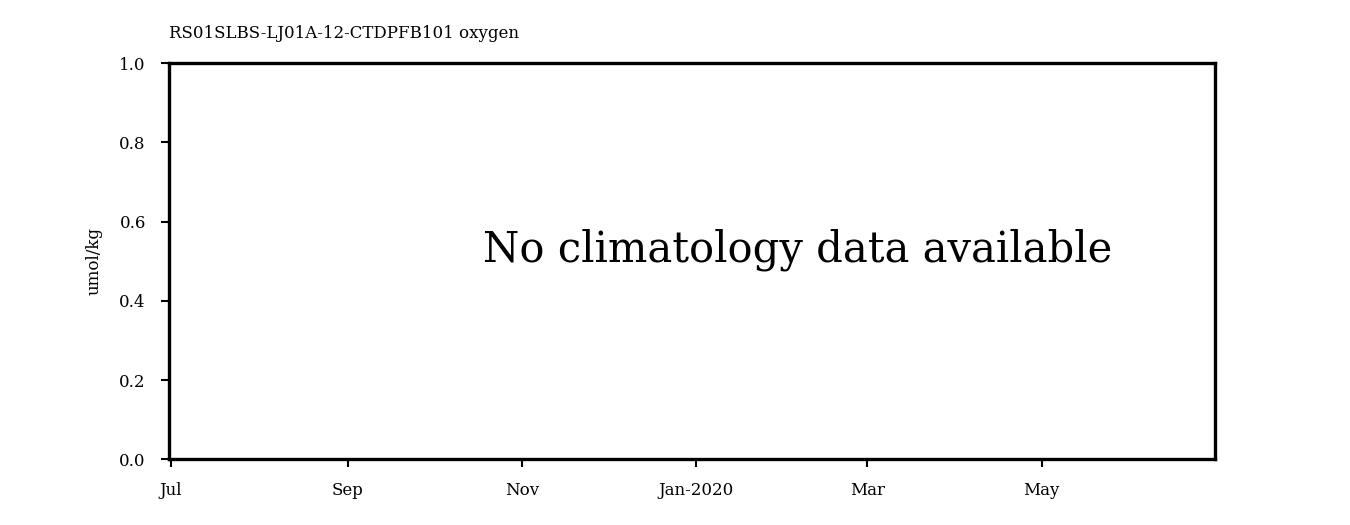 RS01SLBS-LJ01A-12-CTDPFB101 oxygen
1.0
0.8
0.6
0.4
0.2
0.0
umol/kg
No climatology data available
Jul Sep Nov Jan-2020 Mar May